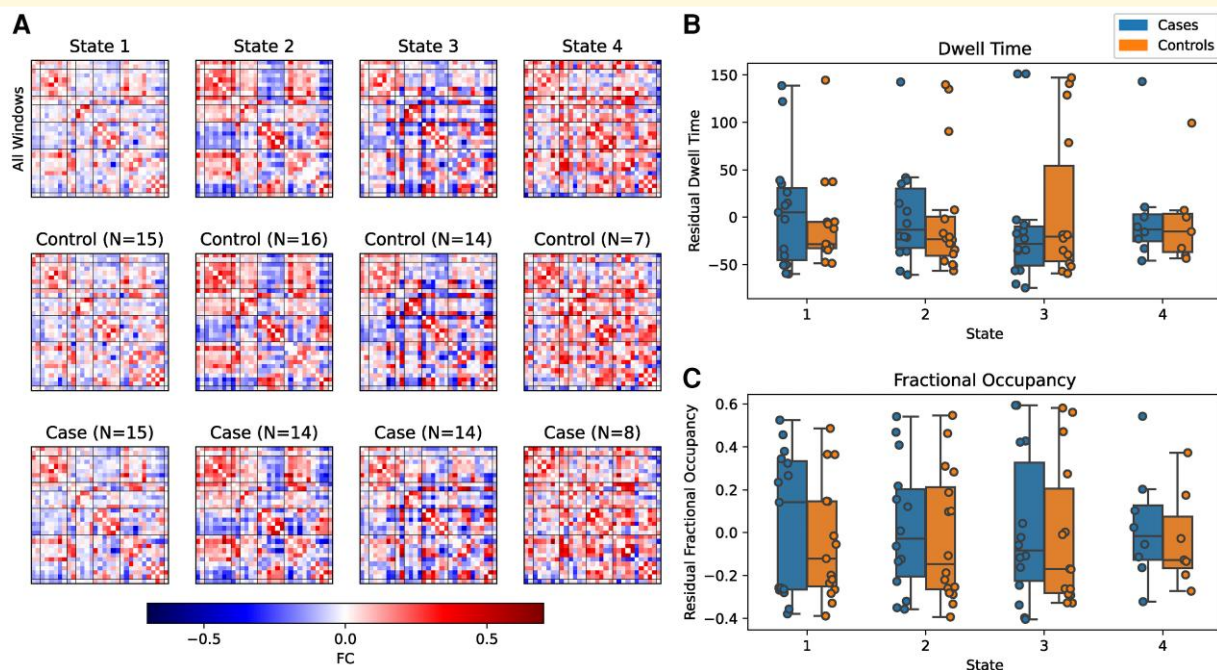 A
State 1 State 2 State 3 State 4
All Windows
Control (N=15) Control (N=16) Control (N=14) Control (N=7)
Case (N=15) Case (N=14) Case (N=14) Case (N=8)
−0.5 0.0 0.5
FC
B
Cases
Controls
Dwell Time
Residual Dwell Time
150
100
50
0
−50
1 2 3 4
State
C
Fractional Occupancy
Residual Fractional Occupancy
0.6
0.4
0.2
0.0
−0.2
−0.4
1 2 3 4
State